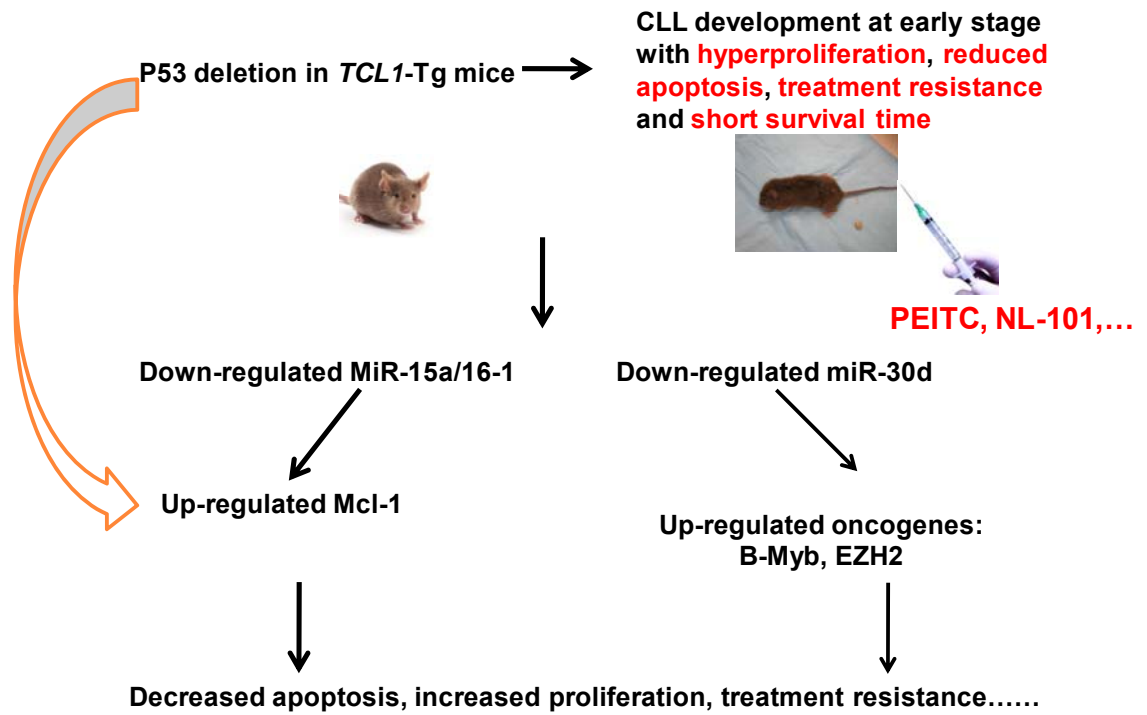 P53 deletion in TCL1-Tg mice
CLL development at early stage
with hyperproliferation, reduced
apoptosis, treatment resistance
and short survival time
PEITC, NL-101,...
Down-regulated MiR-15a/16-1
Down-regulated miR-30d
Up-regulated Mcl-1
Up-regulated oncogenes:
B-Myb, EZH2
Decreased apoptosis, increased proliferation, treatment resistance......